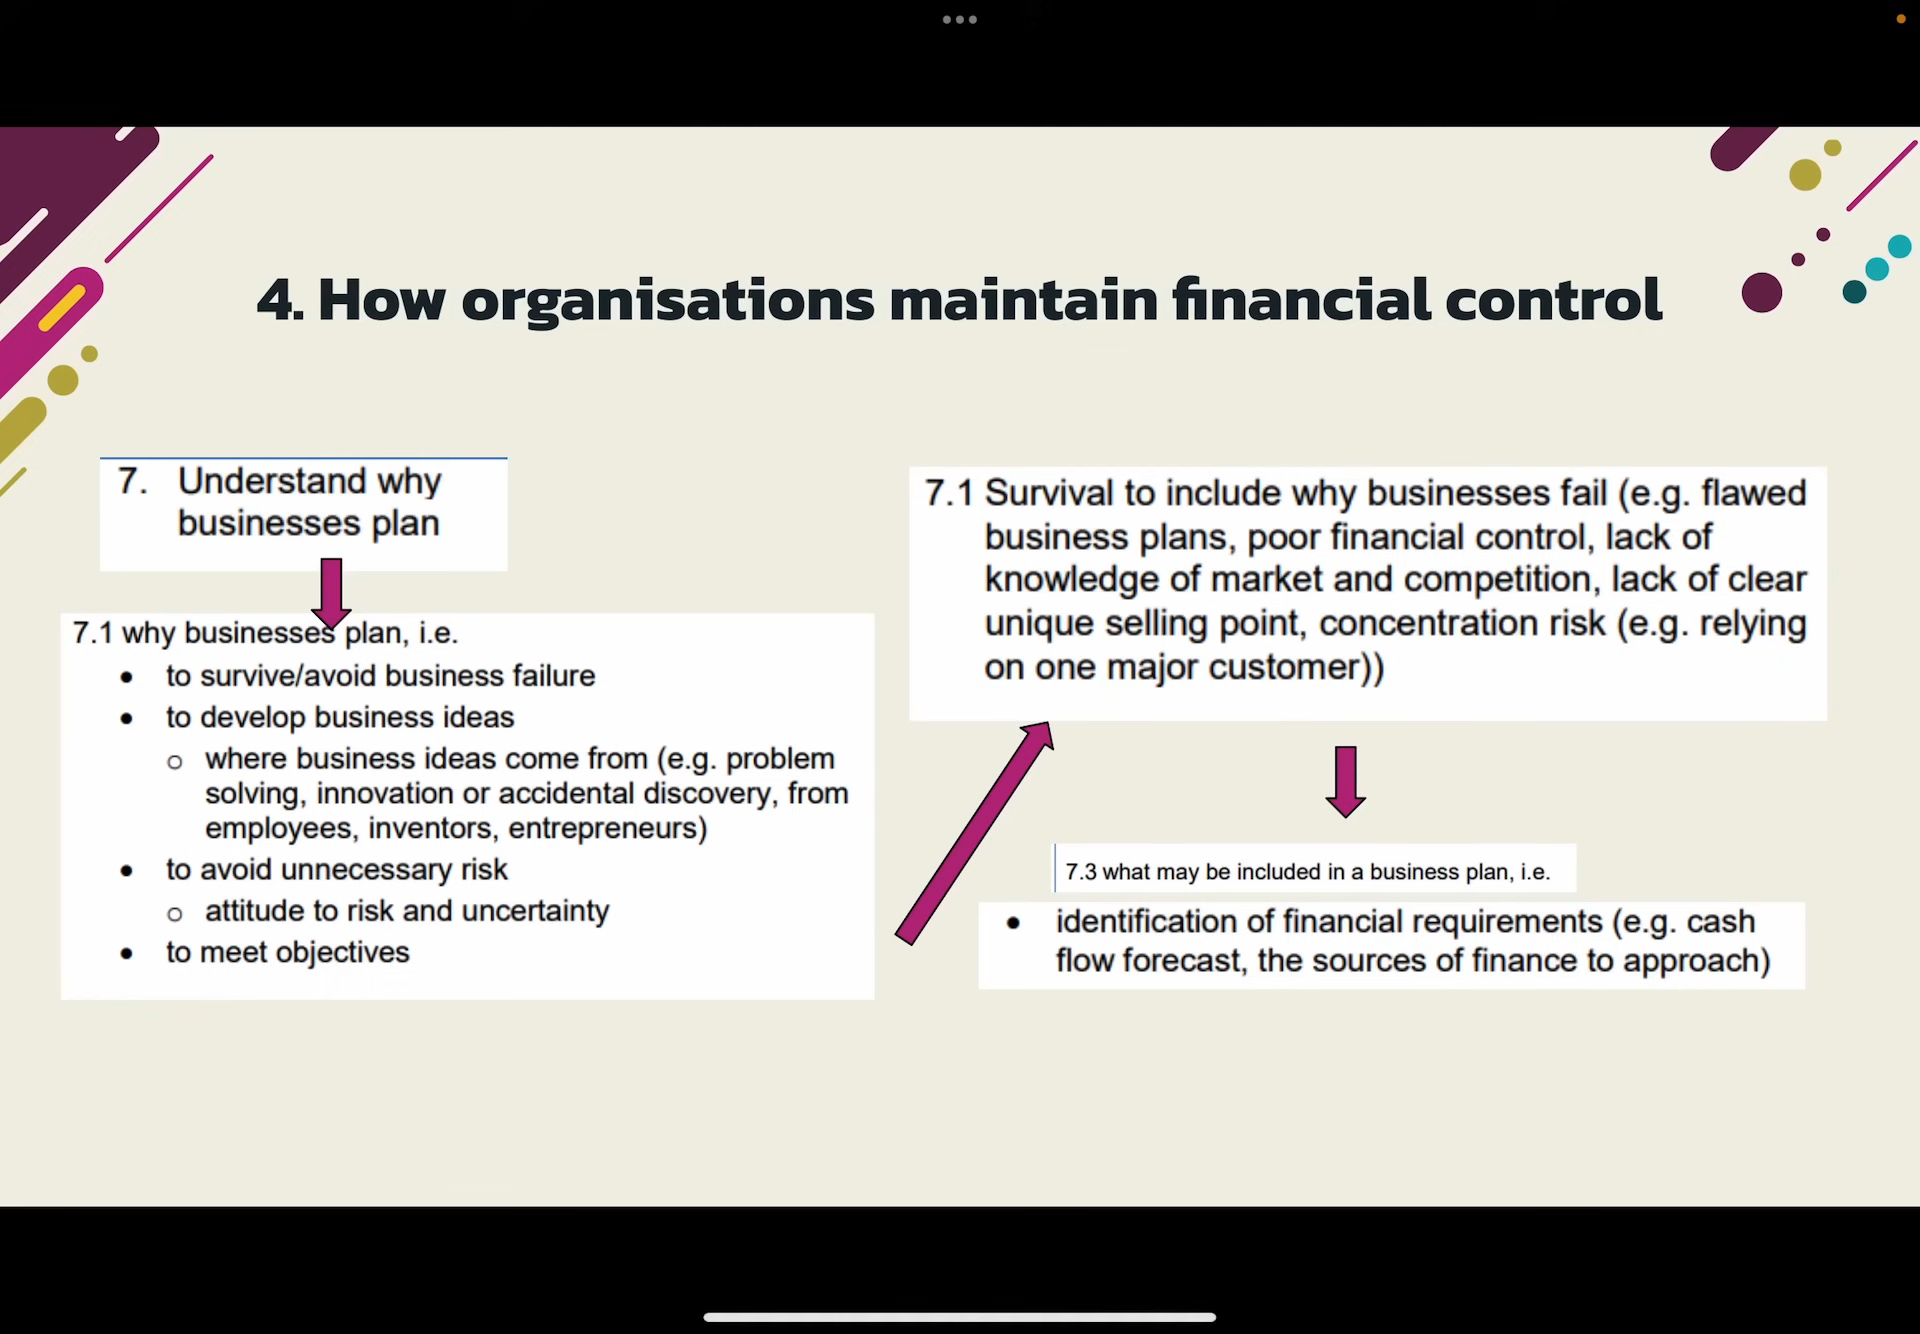 4. How organisations maintain financial control
7. Understand why
businesses plan
7.1 why businesses plan, i.e.
• to survive/avoid business failure
• to develop business ideas
o where business ideas come from (e.g. problem
solving, innovation or accidental discovery, from
employees, inventors, entrepreneurs)
• to avoid unnecessary risk
o attitude to risk and uncertainty
• to meet objectives
7.1 Survival to include why businesses fail (e.g. flawed
business plans, poor financial control, lack of
knowledge of market and competition, lack of clear
unique selling point, concentration risk (e.g. relying
on one major customer))
7.3 what may be included in a business plan, i.e.
• identification of financial requirements (e.g. cash
flow forecast, the sources of finance to approach)